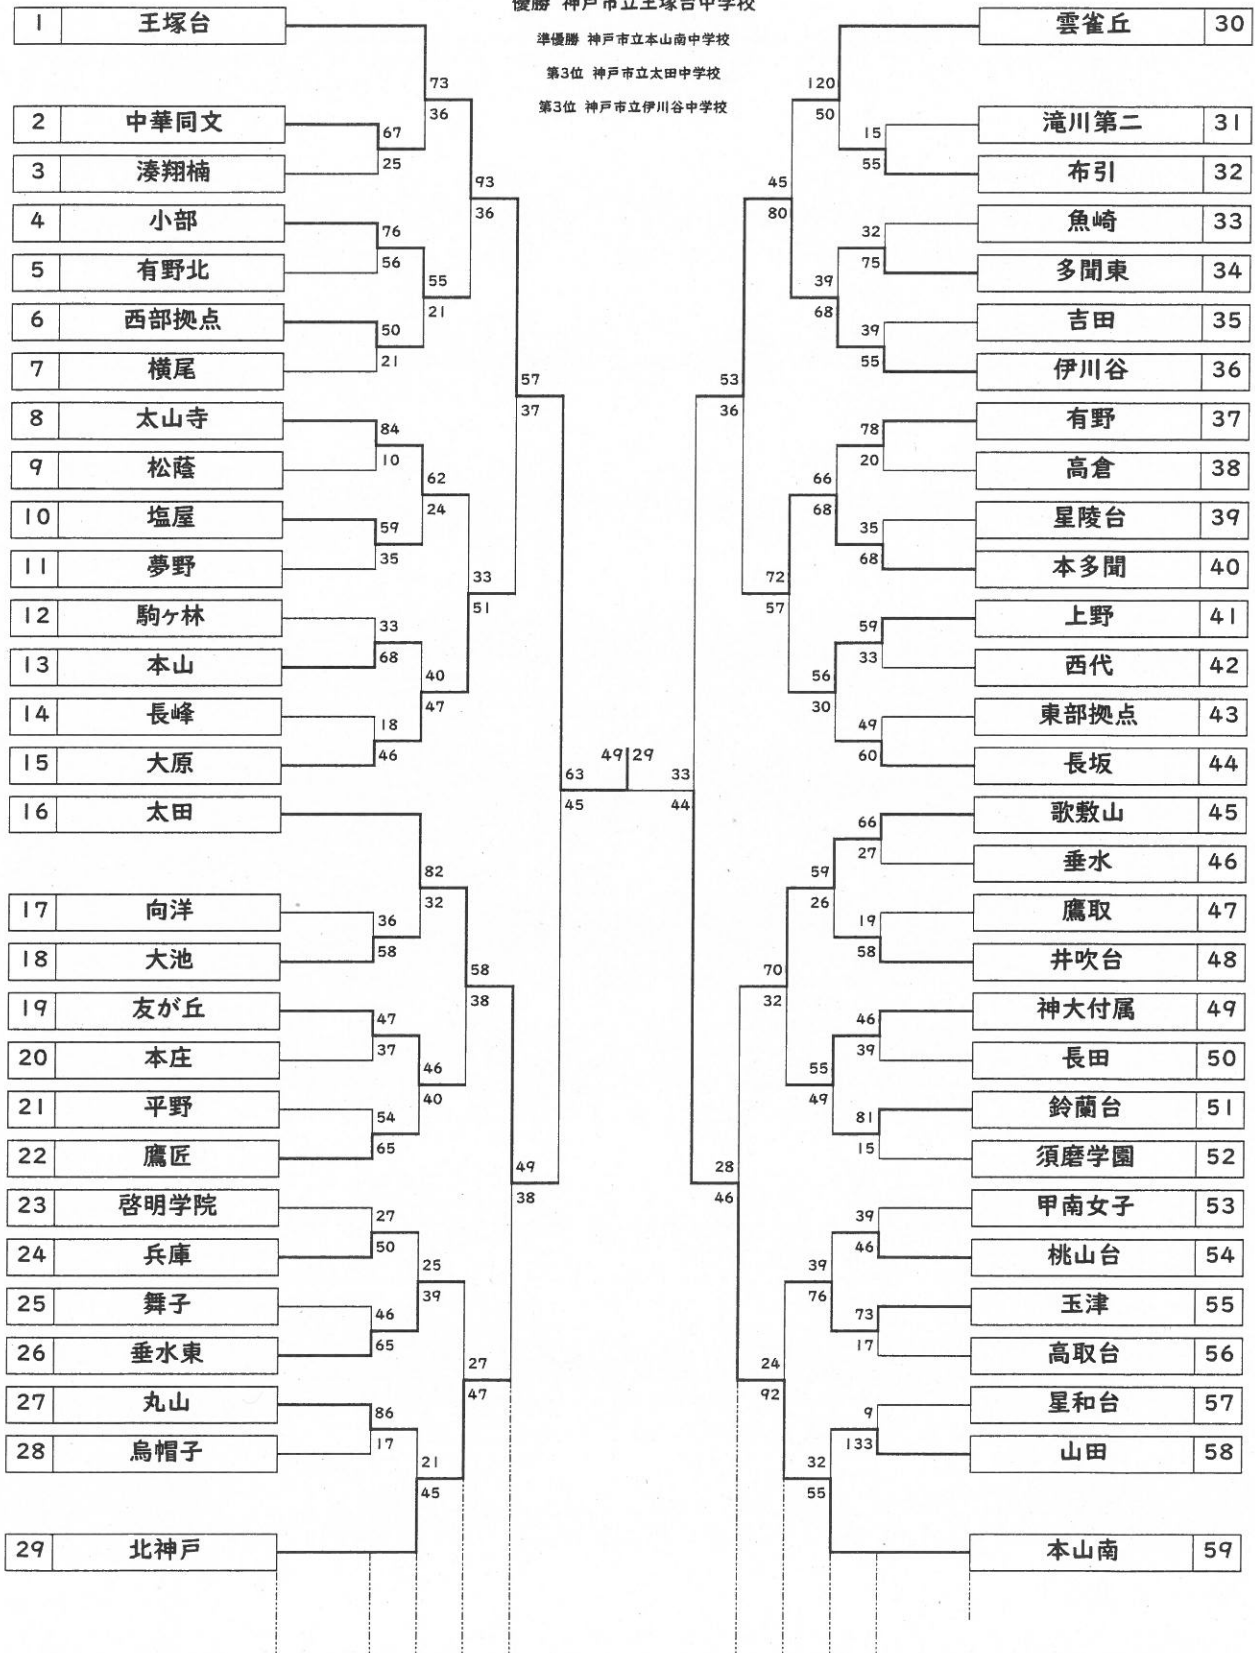 優勝 神戸市立王塚台中学校
準優勝 神戸市立本山南中学校
第3位 神戸市立太田中学校
第3位 神戸市立伊川谷中学校
1 王塚台
2 中華同文
3 湊翔楠
4 小部
5 有野北
6 西部拠点
7 横尾
8 太山寺
9 松蔭
10 塩屋
11 夢野
12 駒ヶ林
13 本山
14 長峰
15 大原
16 太田
17 向洋
18 大池
19 友が丘
20 本庄
21 平野
22 鷹匠
23 啓明学院
24 兵庫
25 舞子
26 垂水東
27 丸山
28 烏帽子
29 北神戸
67
25
76
56
50
21
84
10
59
35
33
68
18
46
36
58
47
37
54
65
27
50
46
65
86
17
73
36
55
21
62
24
40
47
82
32
46
40
25
39
21
45
93
36
33
51
58
38
27
47
57
37
49
38
63
45
49 29
33
44
53
36
28
46
45
80
72
57
70
32
24
92
120
50
39
68
66
68
56
30
59
26
55
49
39
76
32
55
15
55
32
75
39
55
78
20
35
68
59
33
49
60
66
27
19
58
46
39
81
15
39
46
73
17
9
133
雲雀丘 30
滝川第二 31
布引 32
魚崎 33
多聞東 34
吉田 35
伊川谷 36
有野 37
高倉 38
星陵台 39
本多聞 40
上野 41
西代 42
東部拠点 43
長坂 44
歌敷山 45
垂水 46
鷹取 47
井吹台 48
神大付属 49
長田 50
鈴蘭台 51
須磨学園 52
甲南女子 53
桃山台 54
玉津 55
高取台 56
星和台 57
山田 58
本山南 59